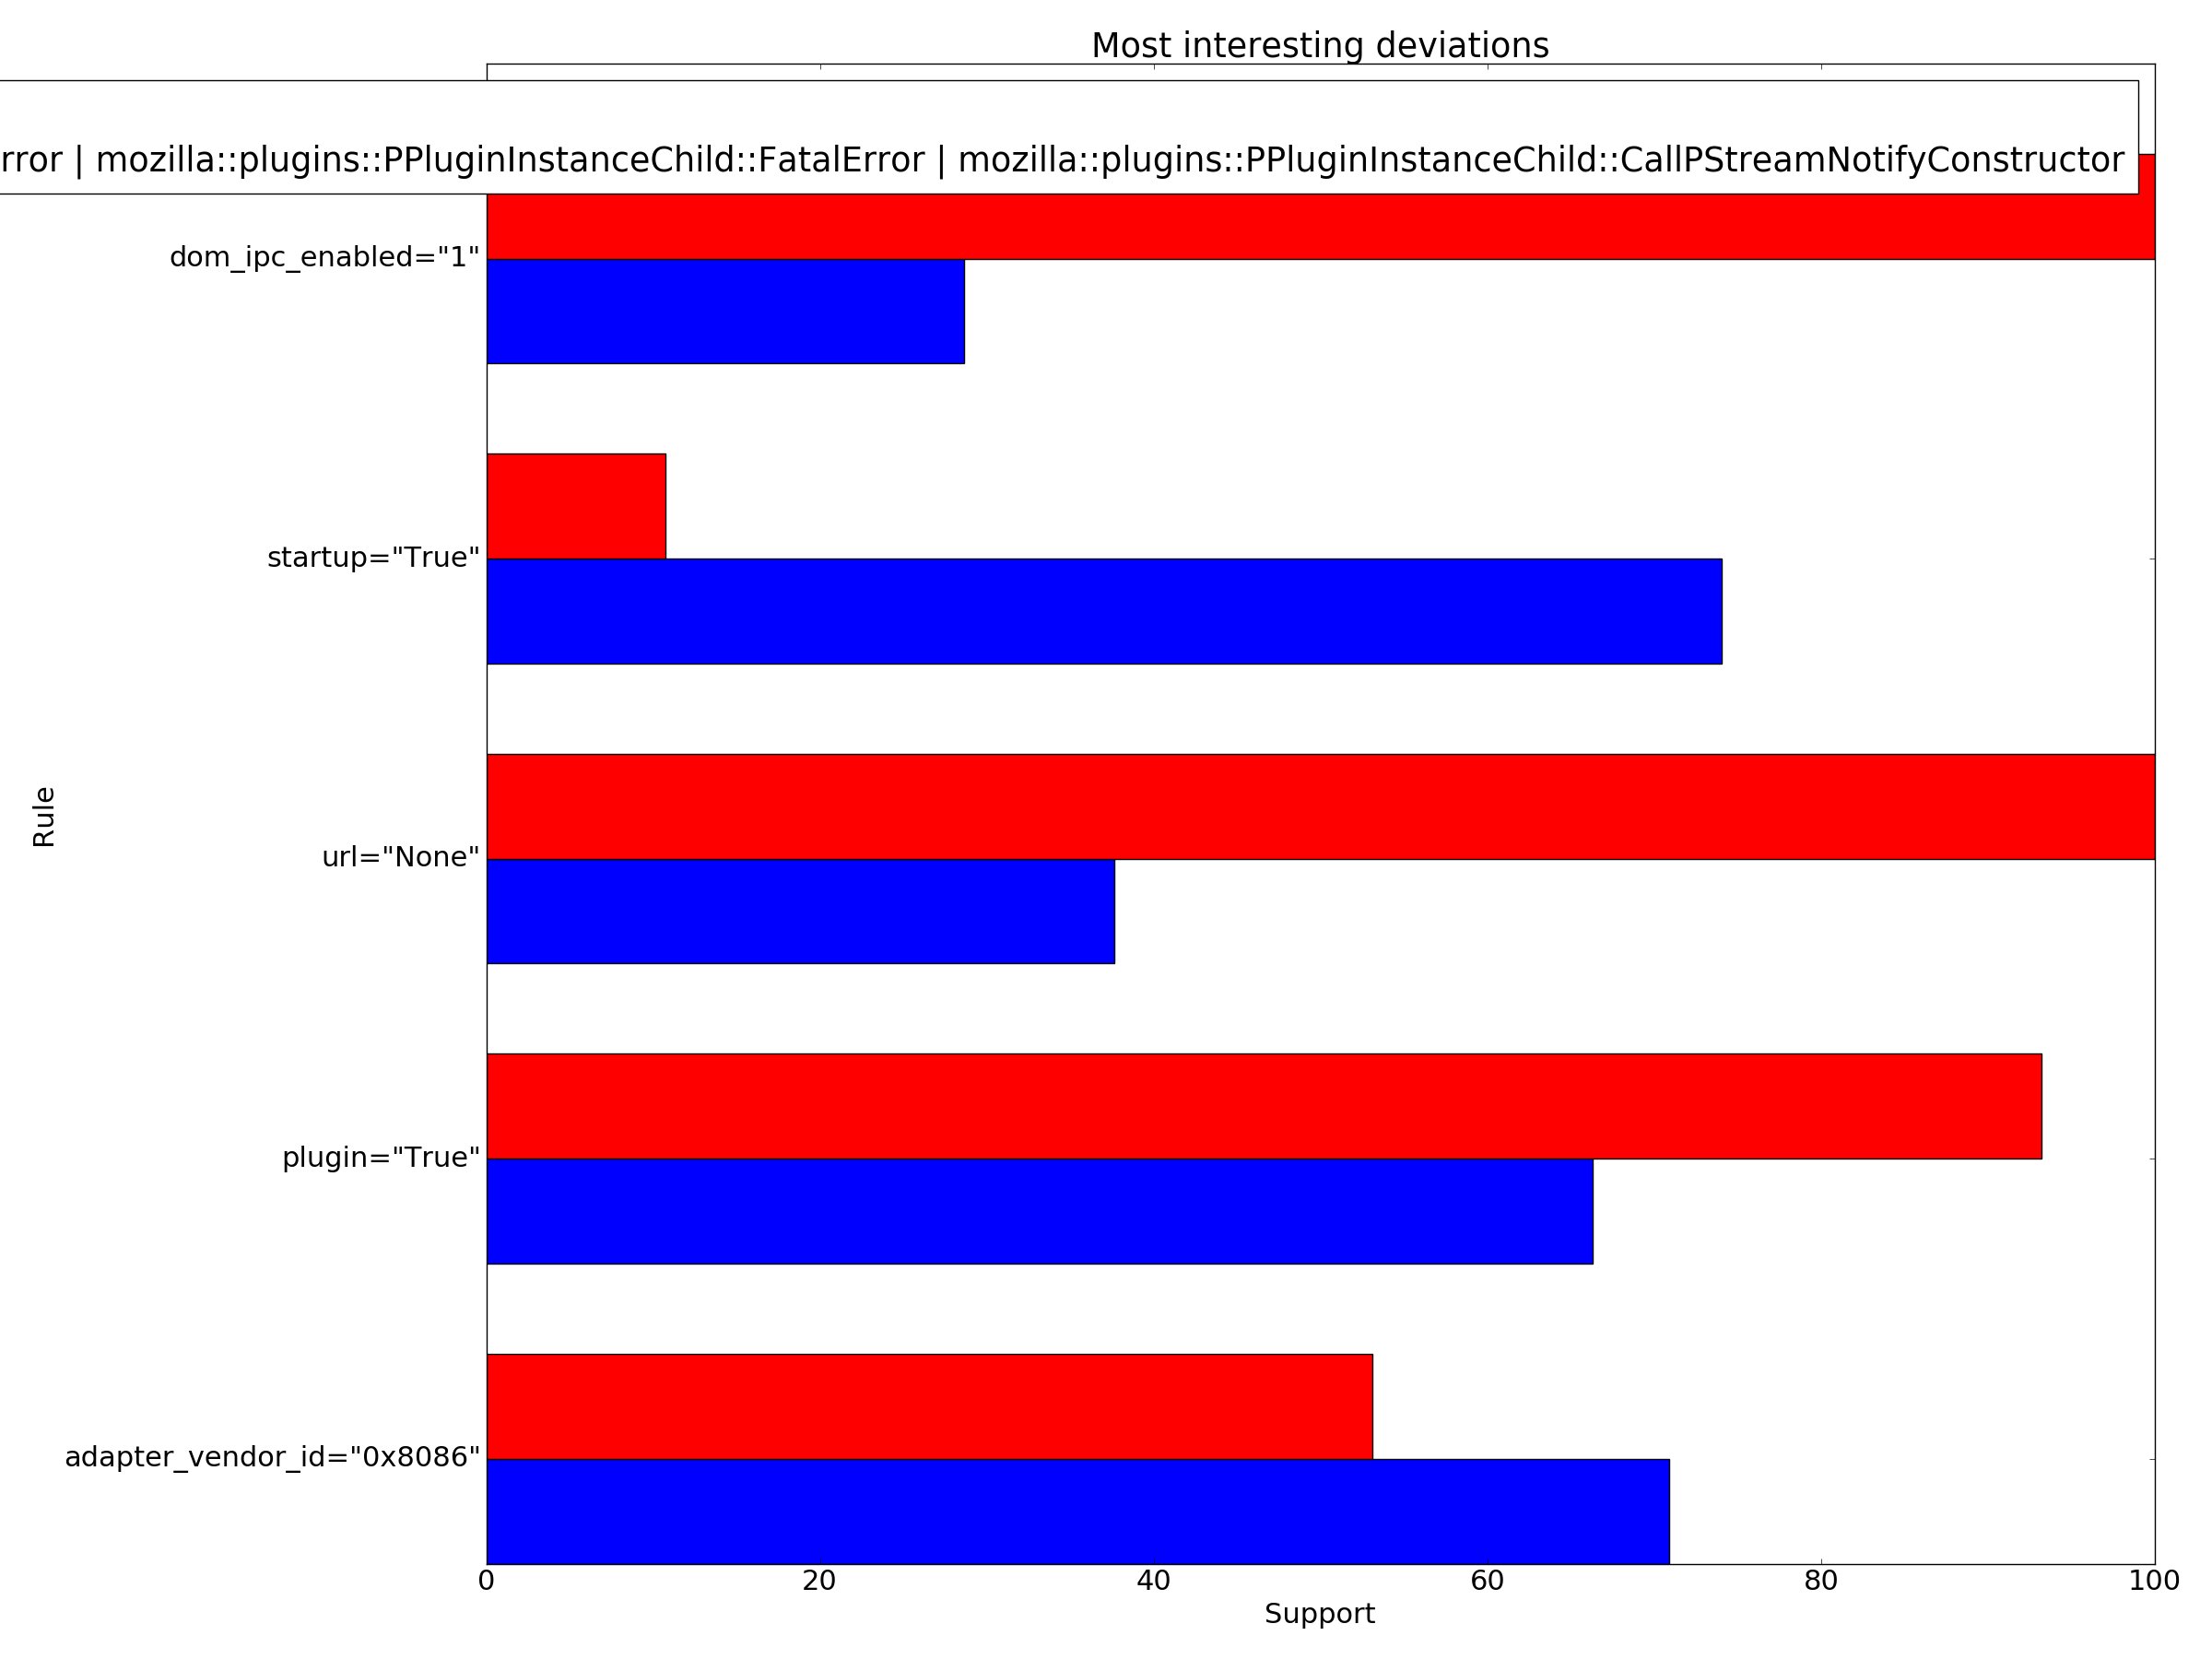 Most interesting deviations
rror | mozilla::plugins::PPluginInstanceChild::FatalError | mozilla::plugins::PPluginInstanceChild::CallPStreamNotifyConstructor
dom_ipc_enabled="1"
startup="True"
url="None"
plugin="True"
adapter_vendor_id="0x8086"
Rule
0 20 40 60 80 100
Support